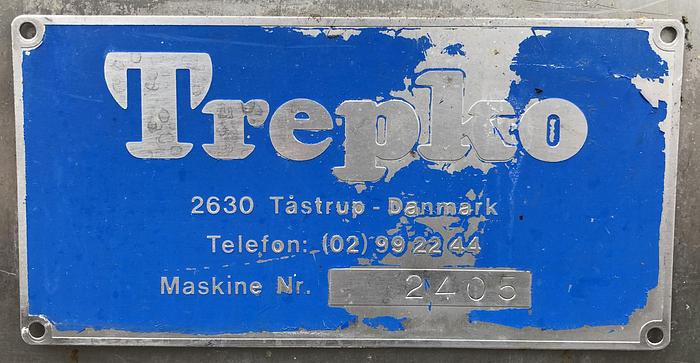 Trepko
2630 Tåstrup - Danmark
Telefon: (02) 99 22 44
Maskine Nr. 2405